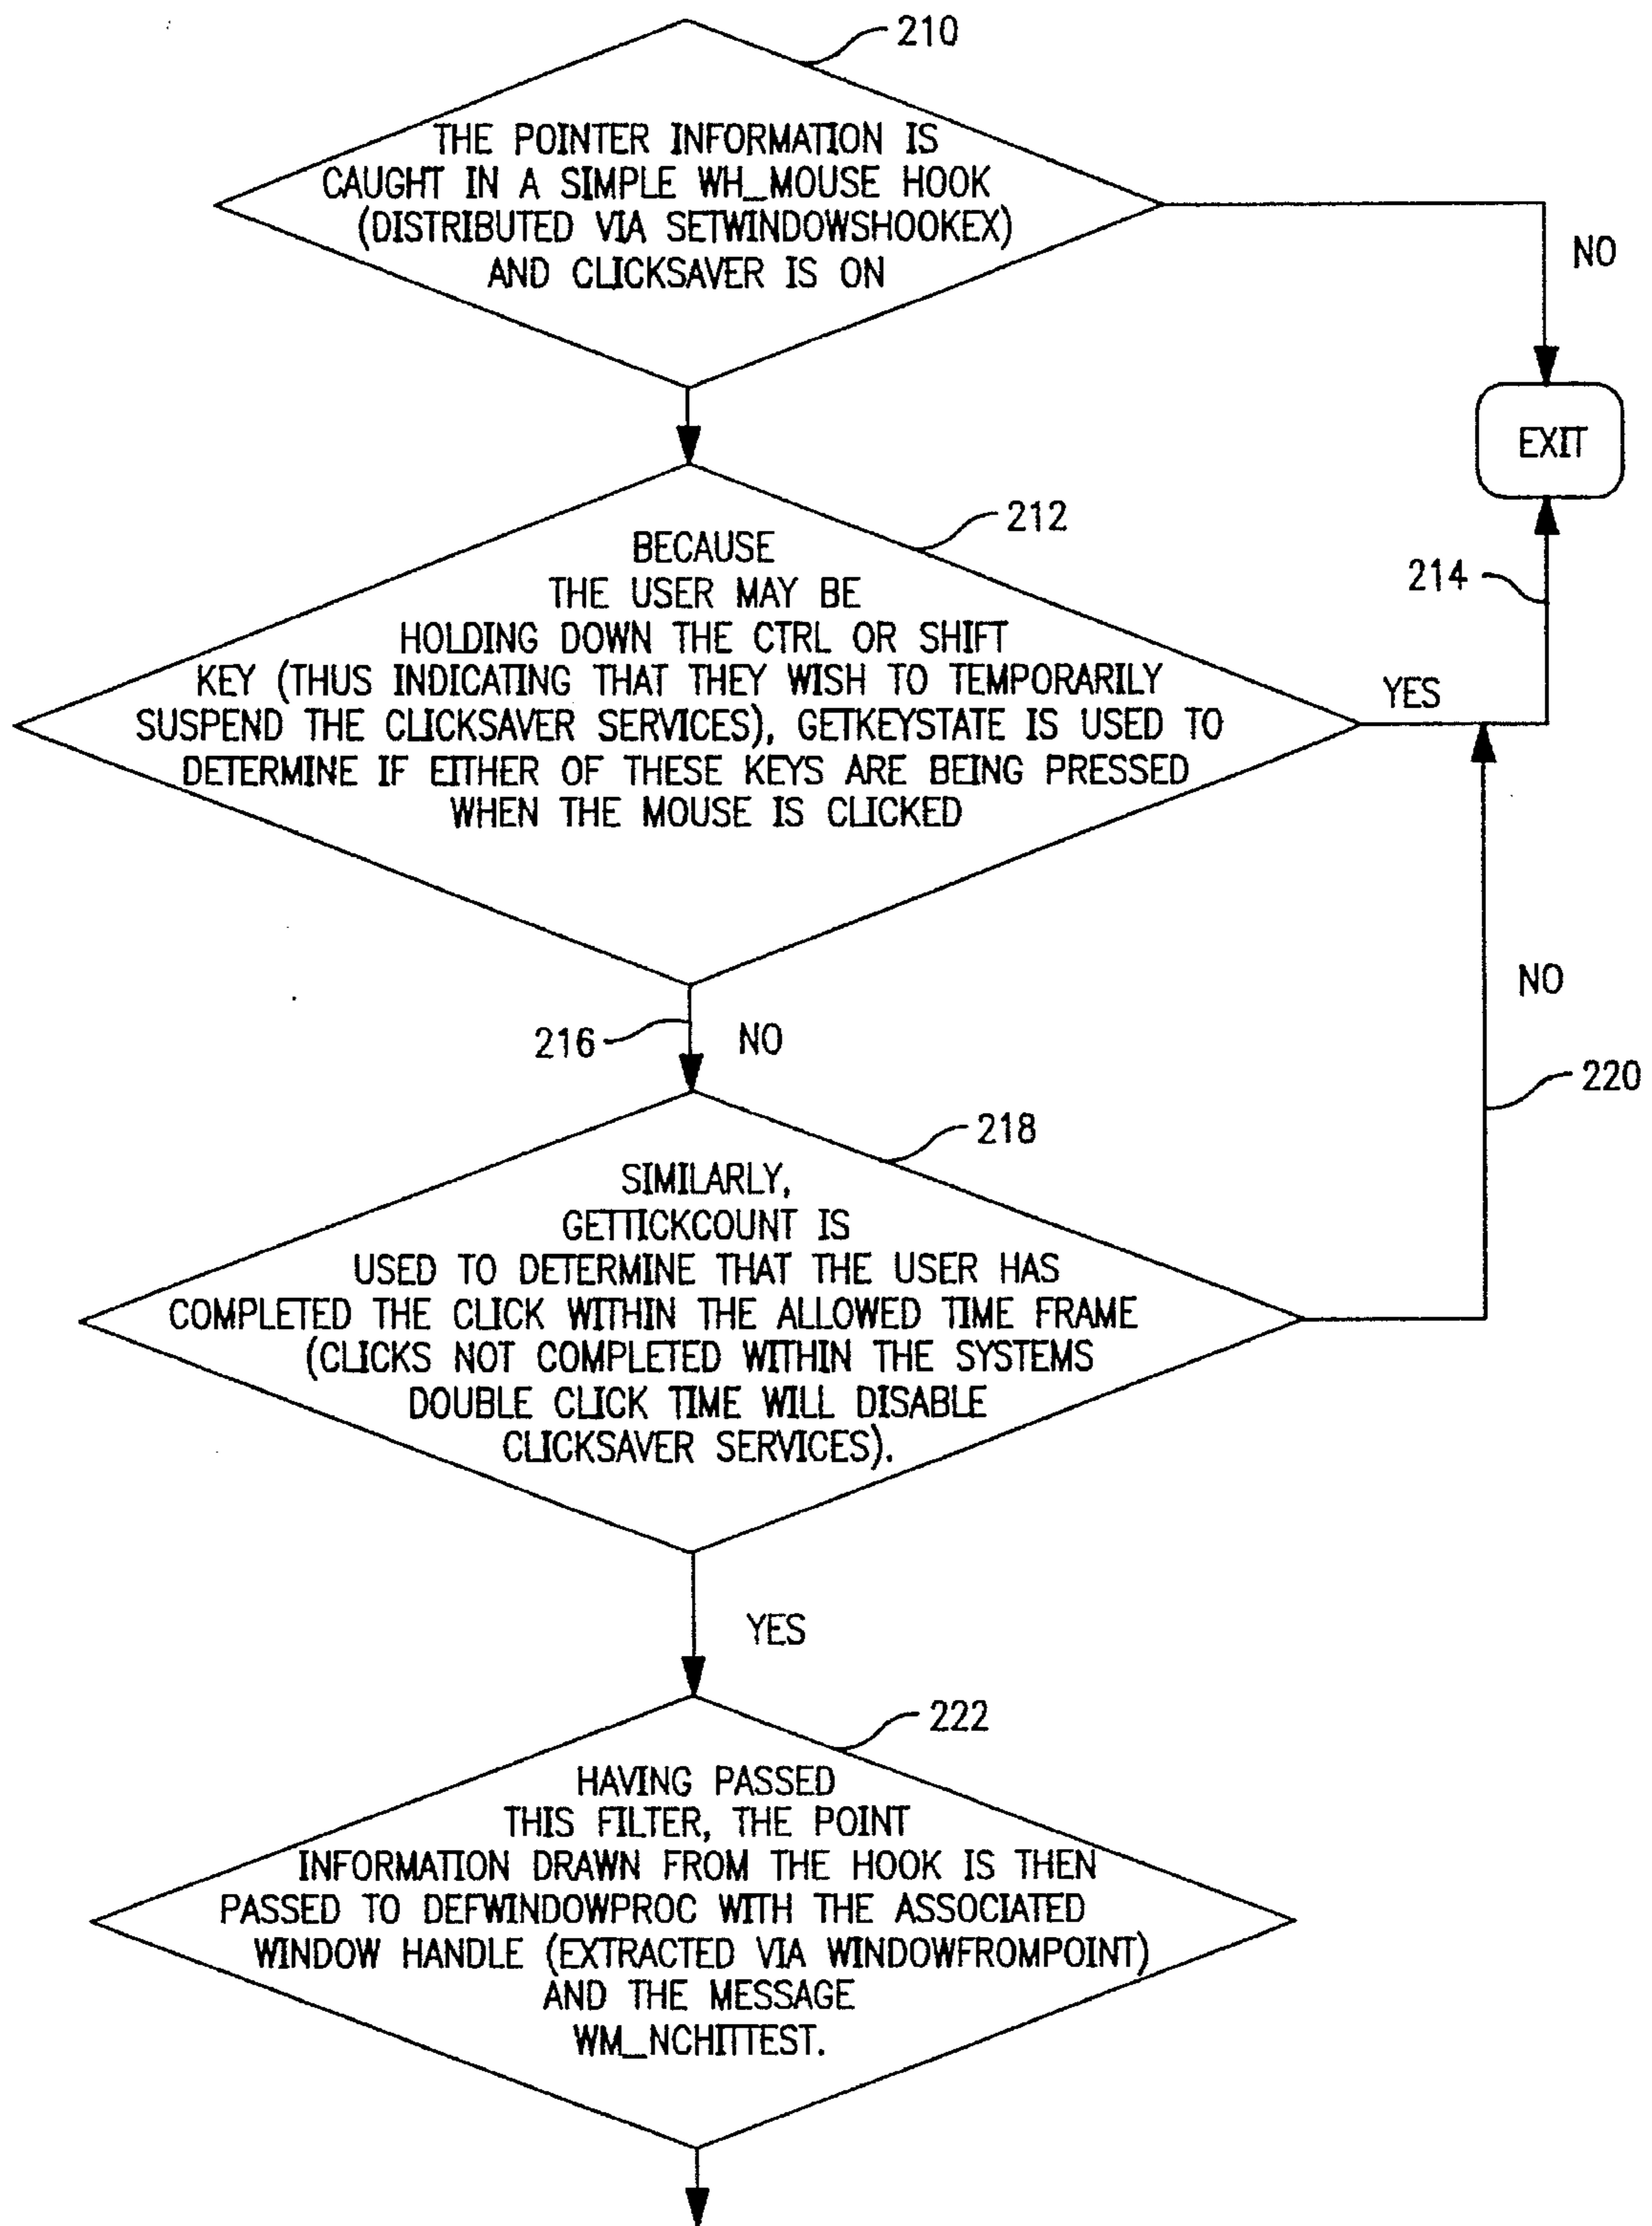 210
THE POINTER INFORMATION IS
CAUGHT IN A SIMPLE WH_MOUSE HOOK
(DISTRIBUTED VIA SETWINDOWSHOOKEX)
AND CLICKSAVER IS ON
NO
EXIT
212
BECAUSE
THE USER MAY BE
HOLDING DOWN THE CTRL OR SHIFT
KEY (THUS INDICATING THAT THEY WISH TO TEMPORARILY
SUSPEND THE CLICKSAVER SERVICES), GETKEYSTATE IS USED TO
DETERMINE IF EITHER OF THESE KEYS ARE BEING PRESSED
WHEN THE MOUSE IS CLICKED
214
YES
216
NO
NO
220
218
SIMILARLY,
GETTICKCOUNT IS
USED TO DETERMINE THAT THE USER HAS
COMPLETED THE CLICK WITHIN THE ALLOWED TIME FRAME
(CLICKS NOT COMPLETED WITHIN THE SYSTEMS
DOUBLE CLICK TIME WILL DISABLE
CLICKSAVER SERVICES).
YES
222
HAVING PASSED
THIS FILTER, THE POINT
INFORMATION DRAWN FROM THE HOOK IS THEN
PASSED TO DEFWINDOWPROC WITH THE ASSOCIATED
WINDOW HANDLE (EXTRACTED VIA WINDOWFROMPOINT)
AND THE MESSAGE
WM_NCHITTEST.